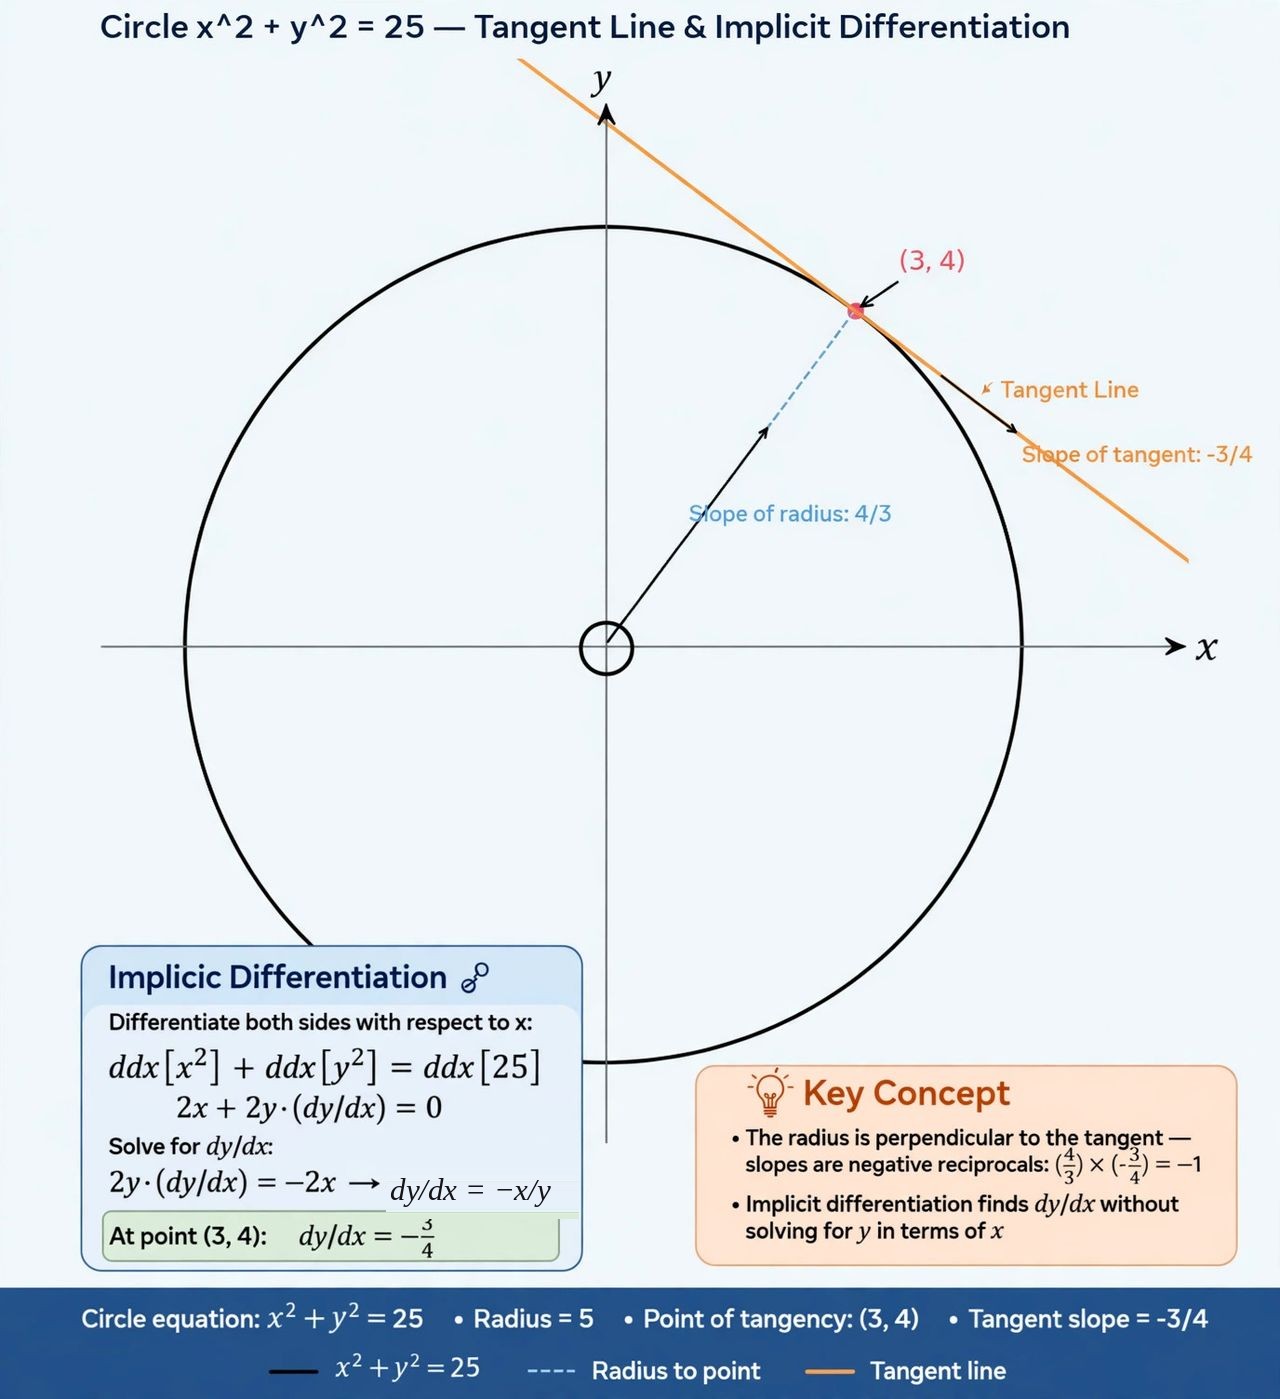 Circle x^2 + y^2 = 25 — Tangent Line & Implicit Differentiation
y
(3, 4)
Tangent Line
Slope of tangent: -3/4
Slope of radius: 4/3
x
Implicic Differentiation
Differentiate both sides with respect to x:
ddx[x²] + ddx[y²] = ddx[25]
2x + 2y·(dy/dx) = 0
Solve for dy/dx:
2y·(dy/dx) = −2x → dy/dx = −x/y
At point (3, 4): dy/dx = −3/4
Key Concept
• The radius is perpendicular to the tangent —
slopes are negative reciprocals: (4/3) × (-3/4) = −1
• Implicit differentiation finds dy/dx without
solving for y in terms of x
Circle equation: x² + y² = 25 • Radius = 5 • Point of tangency: (3, 4) • Tangent slope = -3/4
x² + y² = 25 Radius to point Tangent line